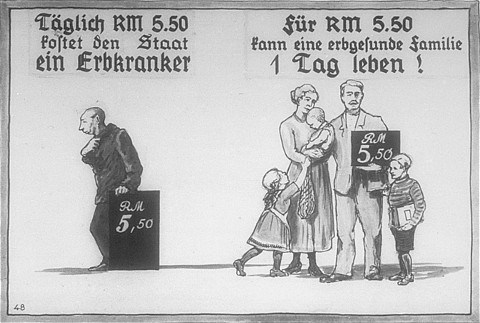 Täglich RM 5.50
kostet den Staat
ein Erbkranker
Für RM 5.50
kann eine erbgesunde Familie
1 Tag leben !
RM
5,50
RM
5,50
48